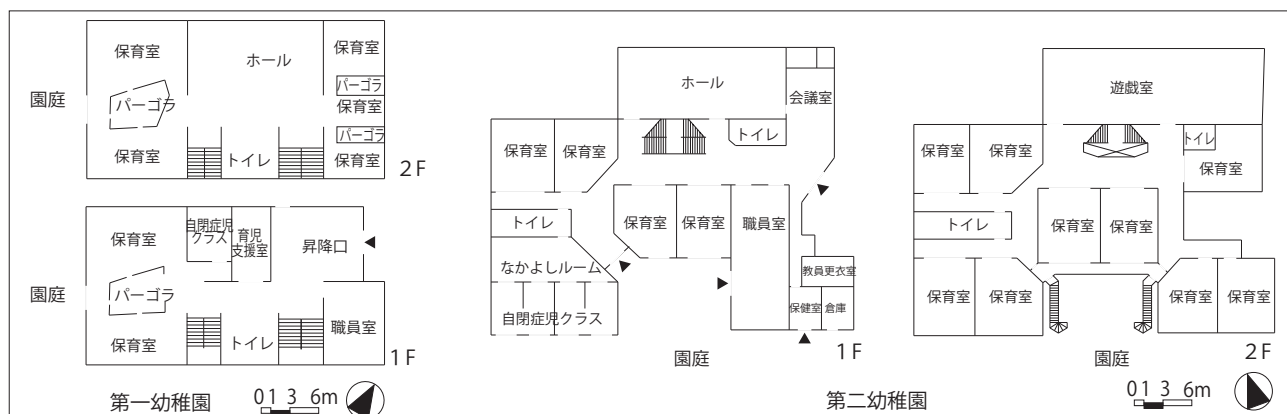 保育室
ホール
保育室
園庭
パーゴラ
パーゴラ
保育室
パーゴラ
保育室
トイレ
保育室
2F
保育室
自閉症児
クラス
育児
支援室
昇降口
園庭
パーゴラ
保育室
トイレ
職員室
1F
第一幼稚園
0 1 3 6m
ホール
会議室
トイレ
保育室
保育室
トイレ
保育室
保育室
職員室
なかよしルーム
教員更衣室
自閉症児クラス
保健室
倉庫
園庭
1F
遊戯室
保育室
保育室
トイレ
保育室
トイレ
保育室
保育室
保育室
保育室
保育室
保育室
園庭
2F
第二幼稚園
0 1 3 6m